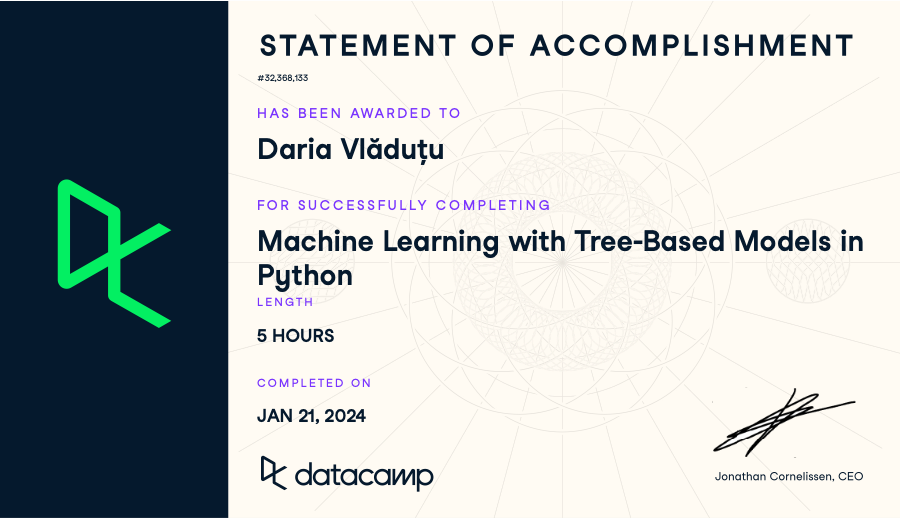 STATEMENT OF ACCOMPLISHMENT
#32,368,133
HAS BEEN AWARDED TO
Daria Vlăduțu
FOR SUCCESSFULLY COMPLETING
Machine Learning with Tree-Based Models in
Python
LENGTH
5 HOURS
COMPLETED ON
JAN 21, 2024
datacamp
Jonathan Cornelissen, CEO